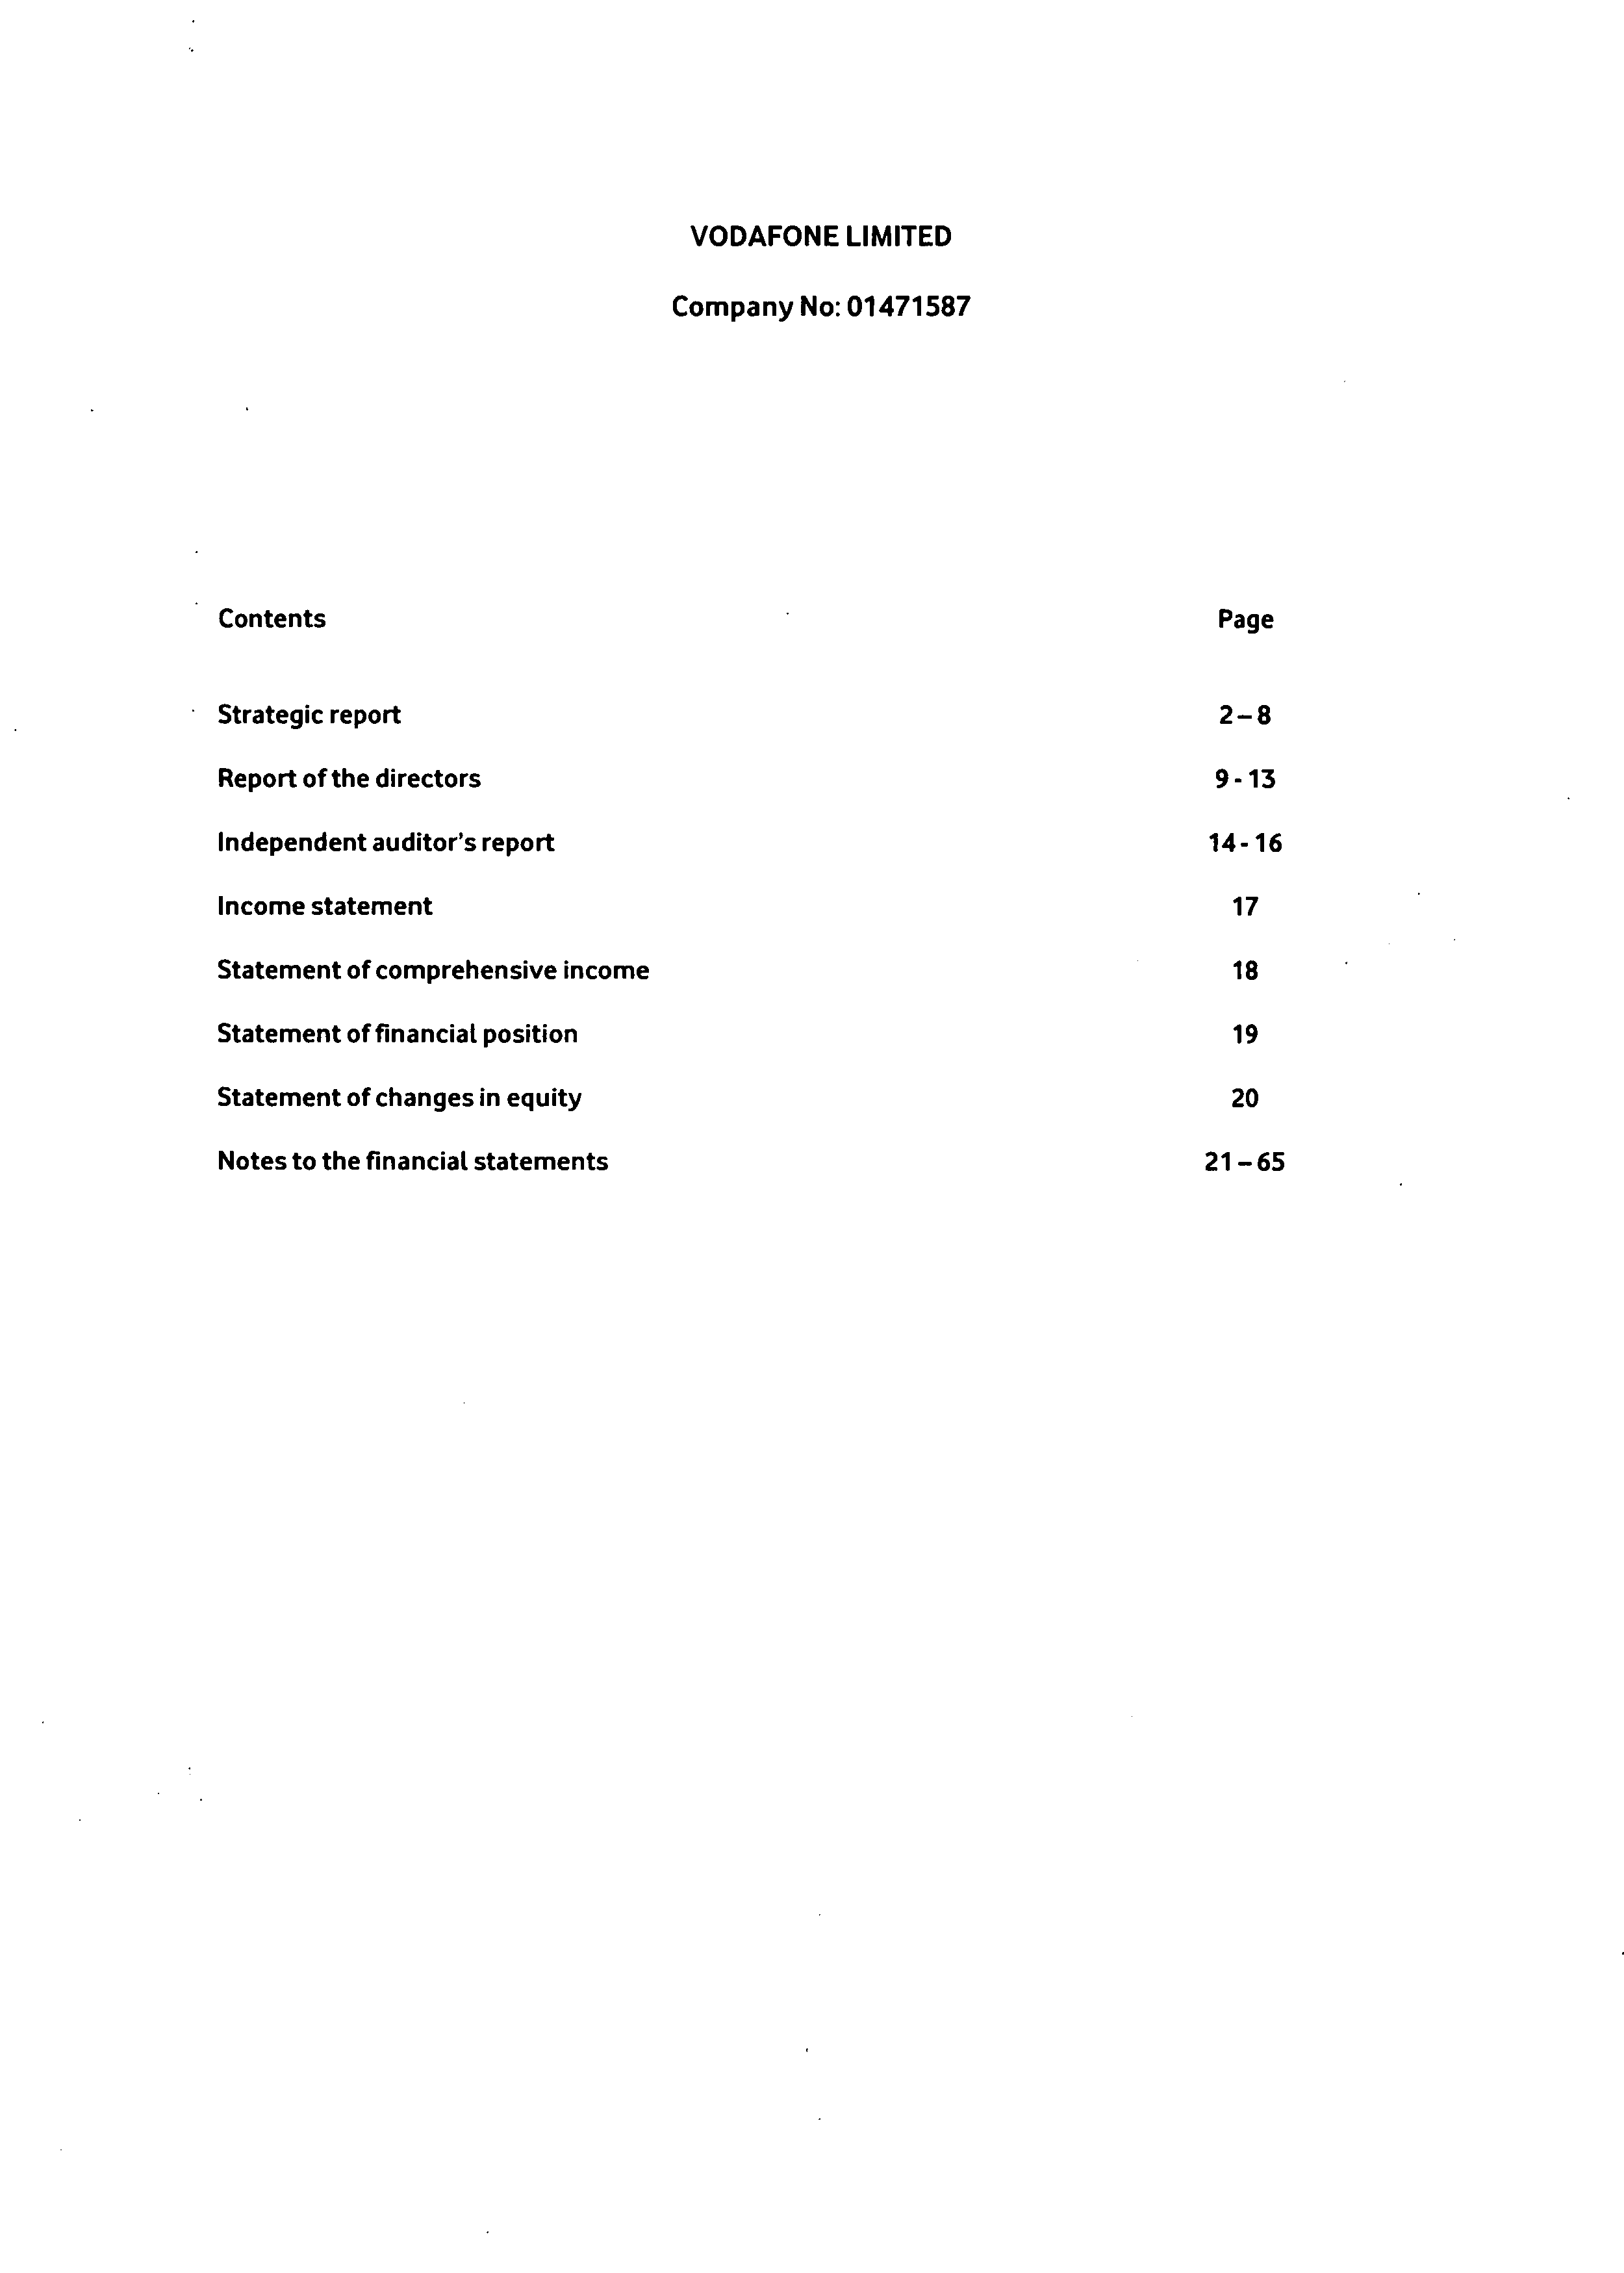 VODAFONE LIMITED
Company No: 01471587
Contents Page
Strategic report 2 – 8
Report of the directors 9 - 13
Independent auditor's report 14 - 16
Income statement 17
Statement of comprehensive income 18
Statement of financial position 19
Statement of changes in equity 20
Notes to the financial statements 21 – 65